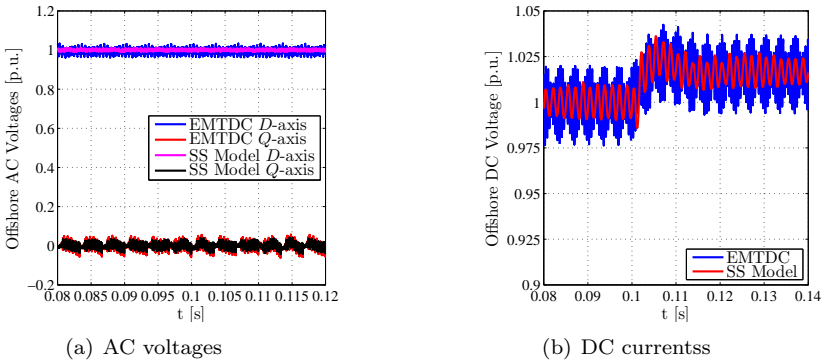 1.2
1
0.8
0.6
0.4
0.2
0
−0.2
Offshore AC Voltages [p.u.]
EMTDC D-axis
EMTDC Q-axis
SS Model D-axis
SS Model Q-axis
0.08 0.085 0.09 0.095 0.1 0.105 0.11 0.115 0.12
t [s]
(a) AC voltages
1.05
1.025
1
0.975
0.95
0.925
0.9
Offshore DC Voltage [p.u.]
EMTDC
SS Model
0.08 0.09 0.1 0.11 0.12 0.13 0.14
t [s]
(b) DC currentss